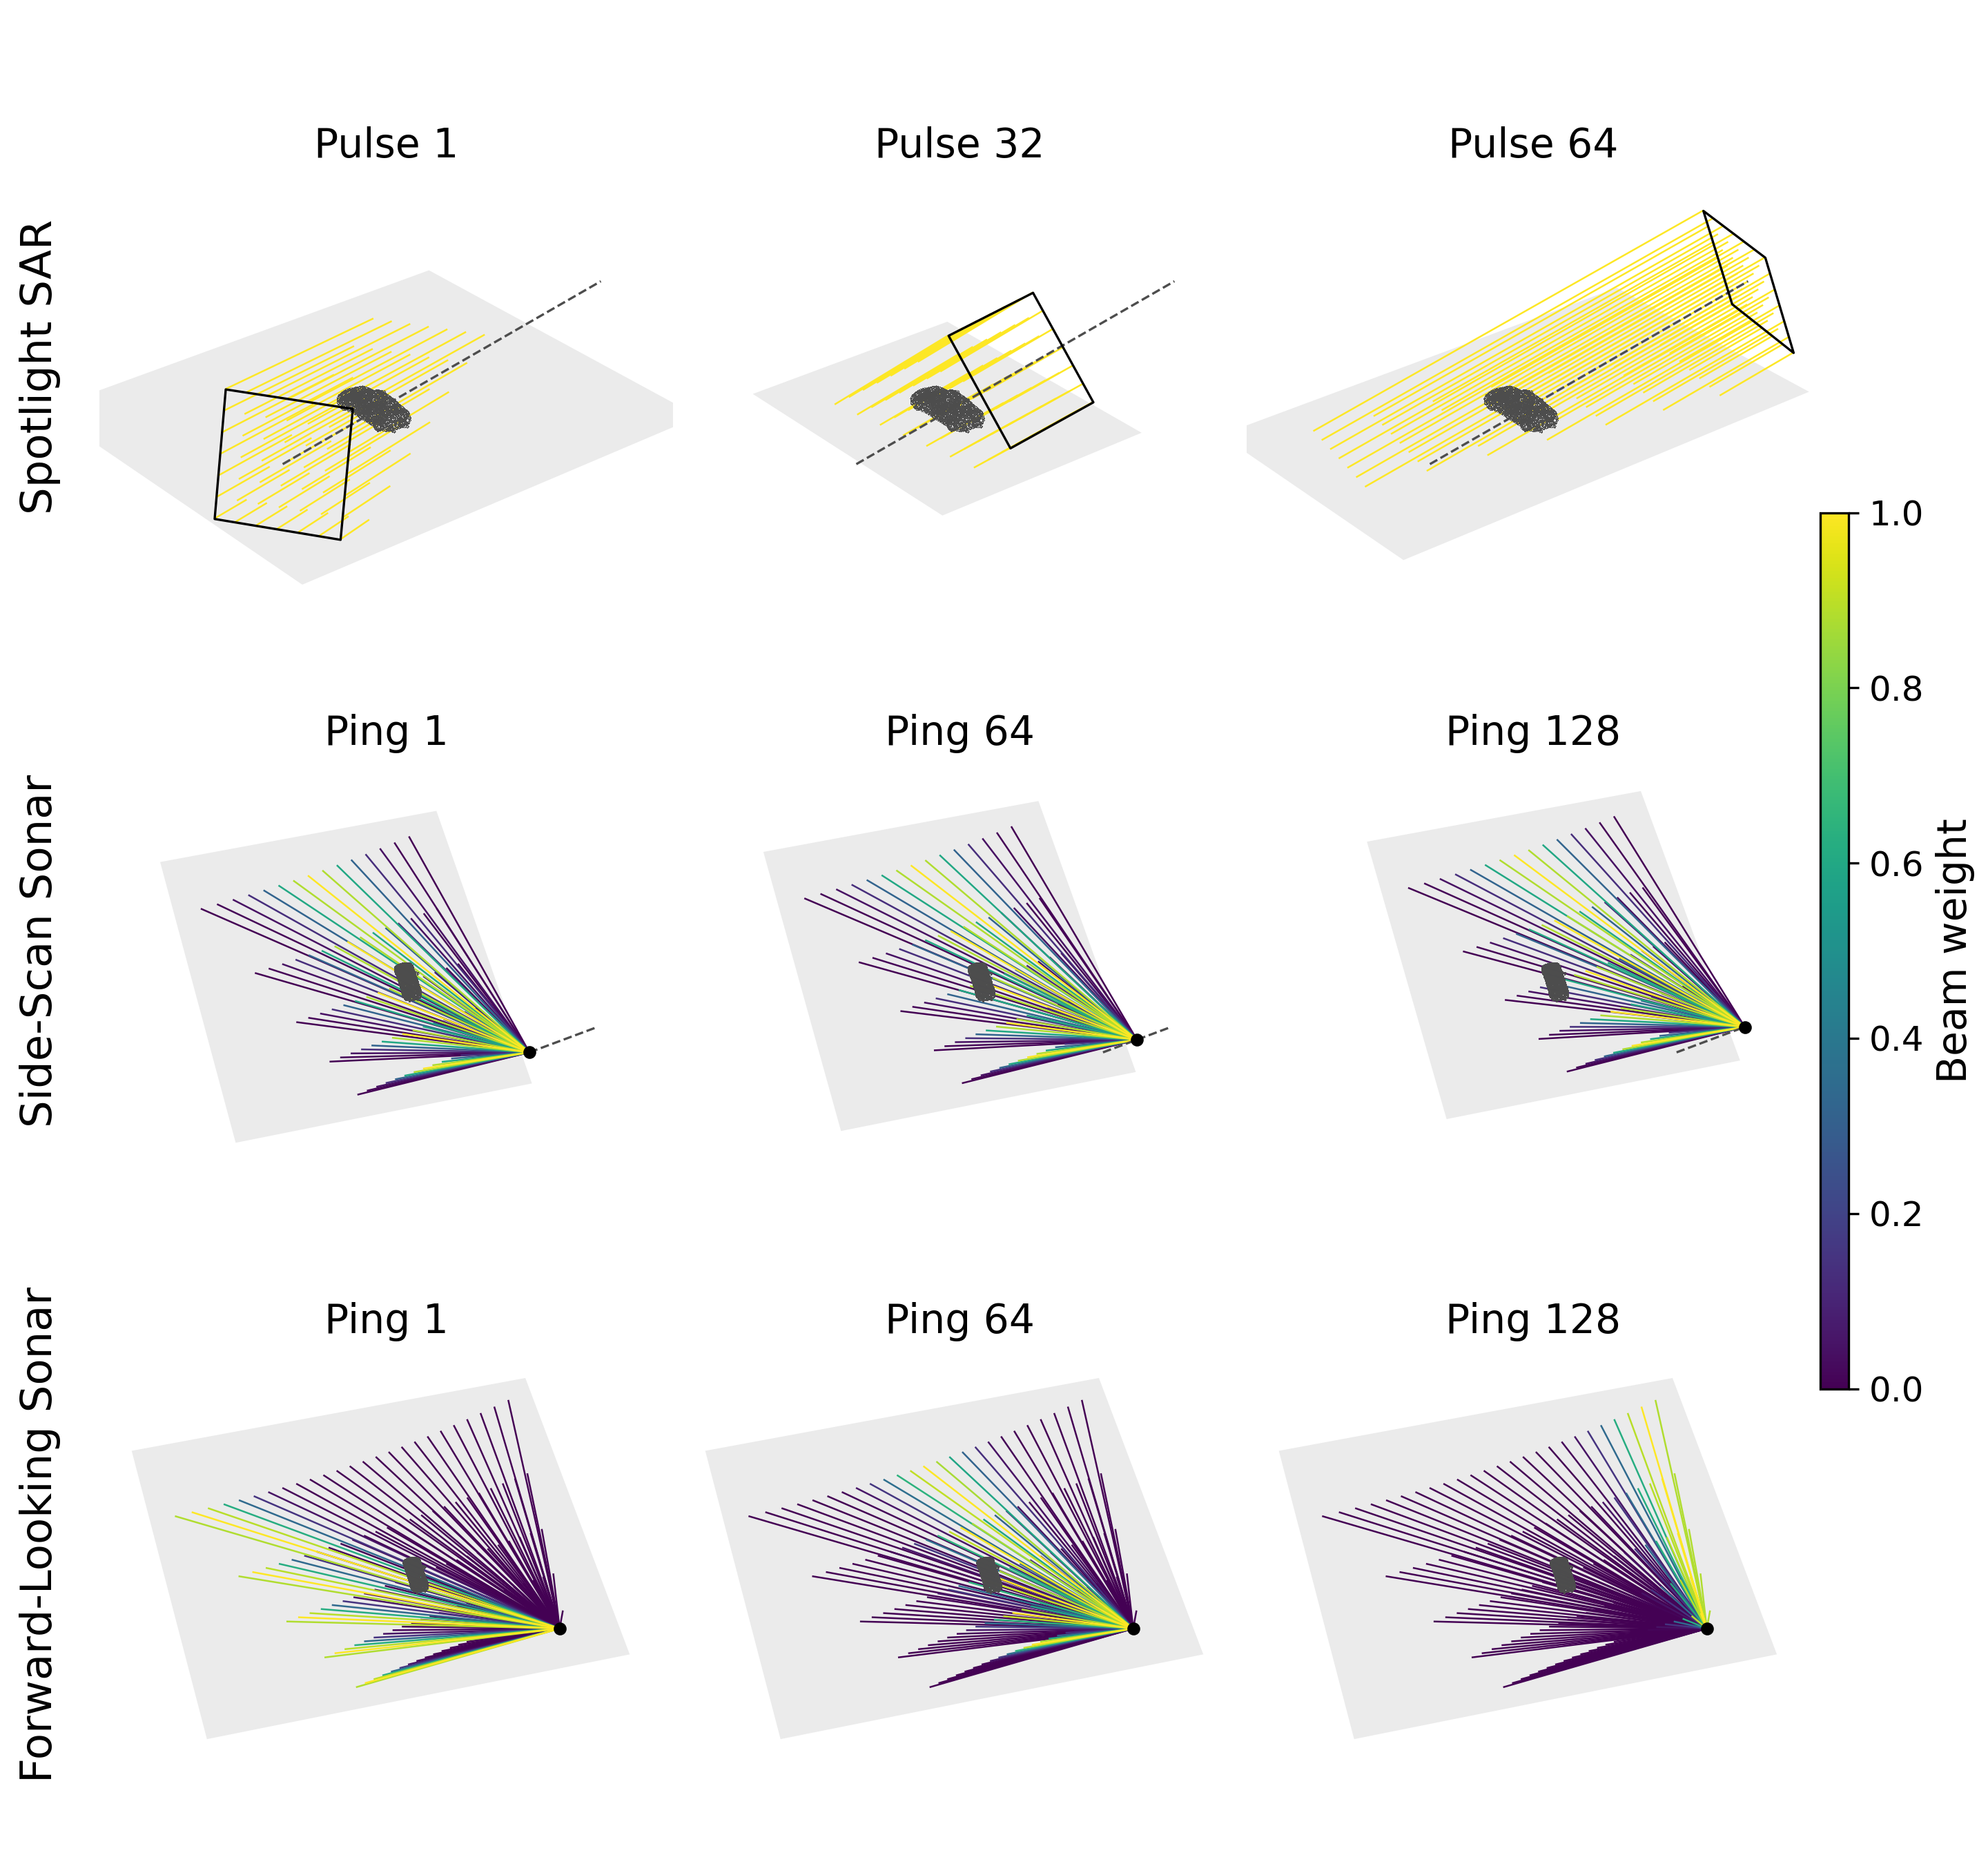 Pulse 1
Pulse 32
Pulse 64
Spotlight SAR
Ping 1
Ping 64
Ping 128
Side-Scan Sonar
Ping 1
Ping 64
Ping 128
Forward-Looking Sonar
1.0
0.8
0.6
0.4
0.2
0.0
Beam weight